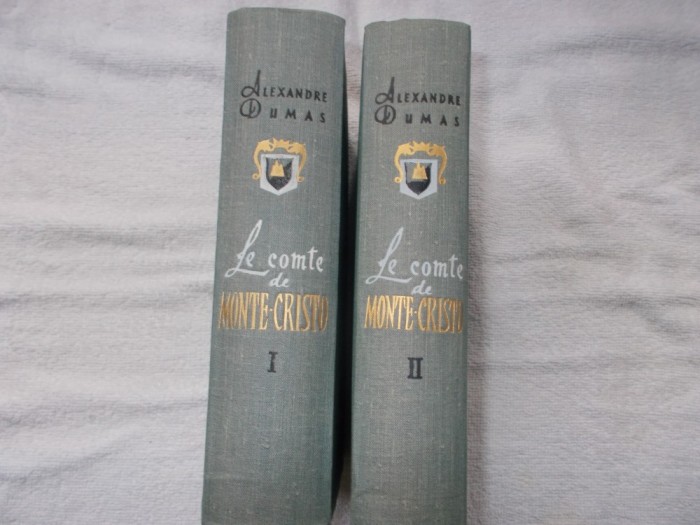 ALEXANDRE
DUMAS
Le comte
de
MONTE-CRISTO
I
ALEXANDRE
DUMAS
Le comte
de
MONTE-CRISTO
II